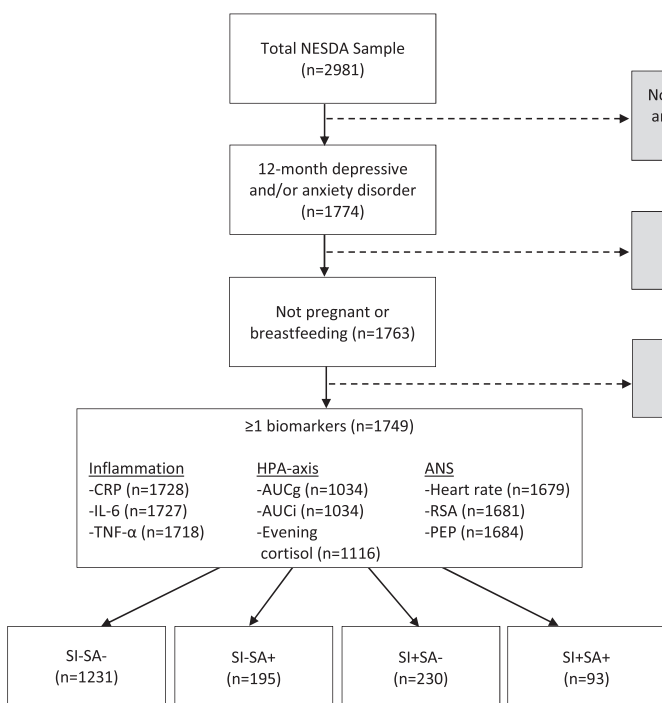 Total NESDA Sample
(n=2981)
12-month depressive
and/or anxiety disorder
(n=1774)
Not pregnant or
breastfeeding (n=1763)
≥1 biomarkers (n=1749)
Inflammation
-CRP (n=1728)
-IL-6 (n=1727)
-TNF-α (n=1718)
HPA-axis
-AUCg (n=1034)
-AUCi (n=1034)
-Evening
cortisol (n=1116)
ANS
-Heart rate (n=1679)
-RSA (n=1681)
-PEP (n=1684)
SI-SA-
(n=1231)
SI-SA+
(n=195)
SI+SA-
(n=230)
SI+SA+
(n=93)